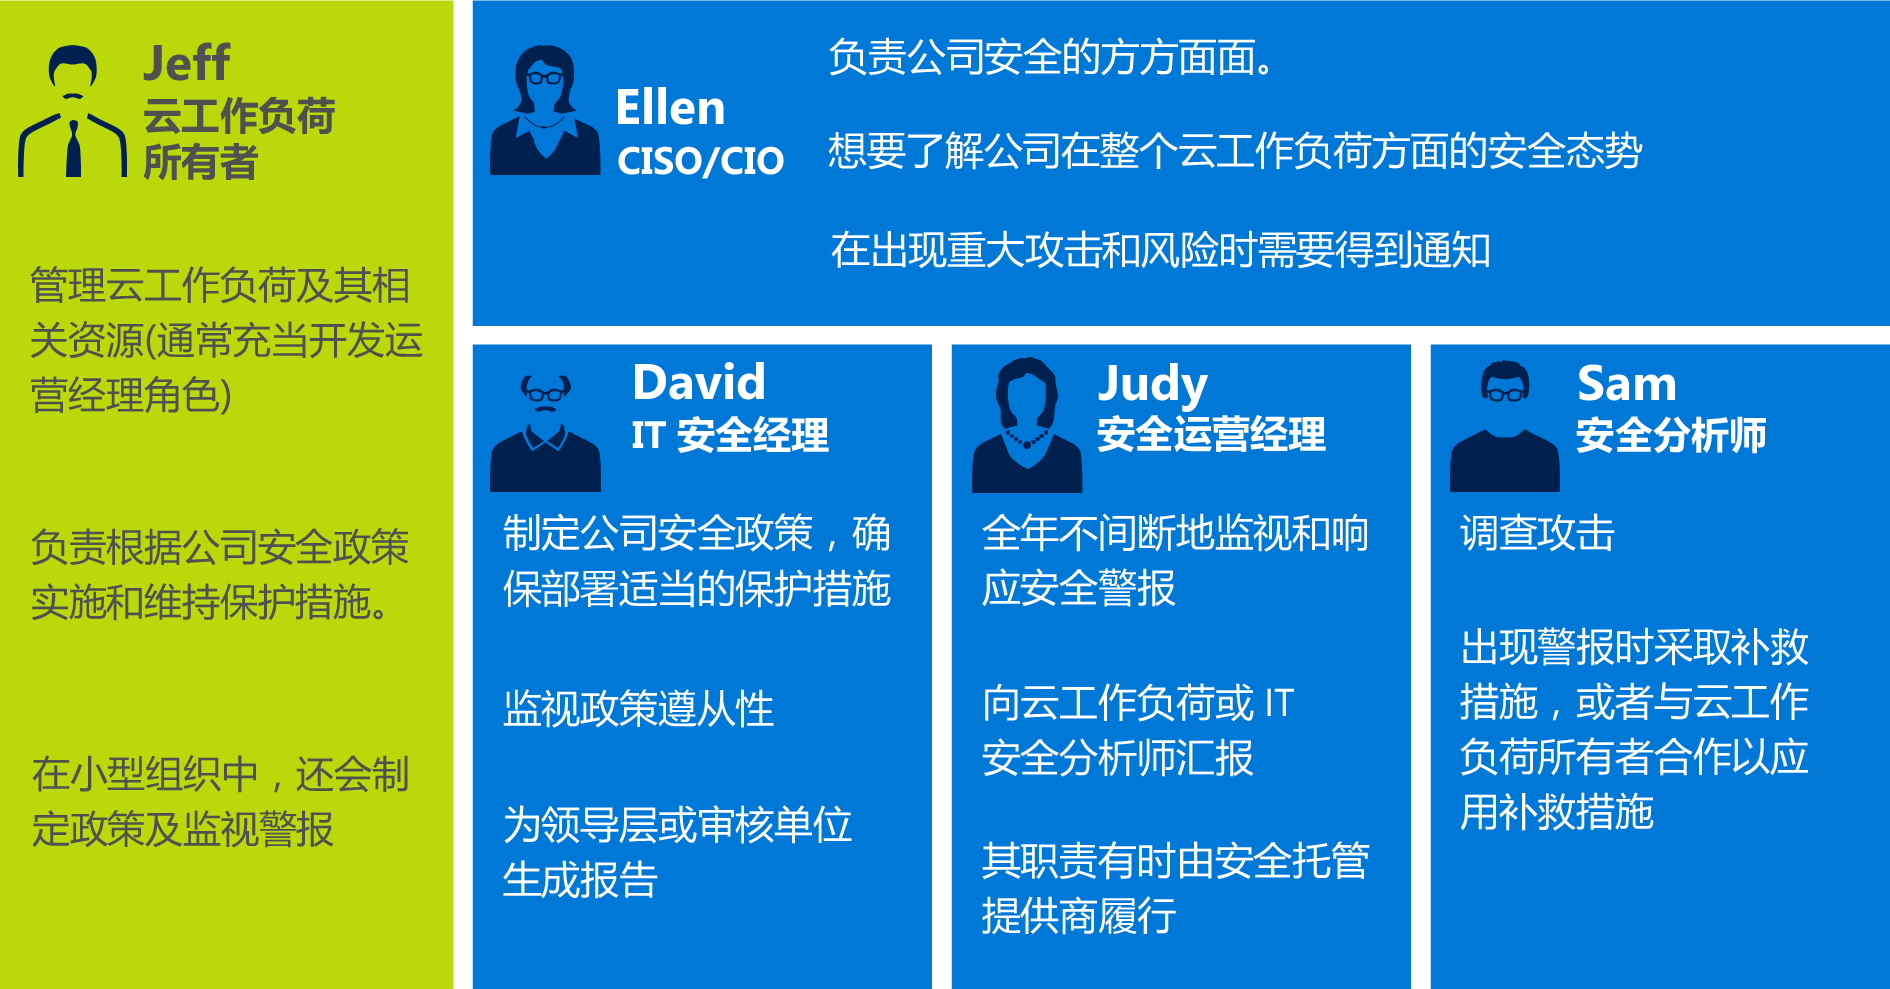 Jeff
云工作负荷
所有者
管理云工作负荷及其相
关资源(通常充当开发运
营经理角色)
负责根据公司安全政策
实施和维持保护措施。
在小型组织中，还会制
定政策及监视警报
Ellen
CISO/CIO
负责公司安全的方方面面。
想要了解公司在整个云工作负荷方面的安全态势
在出现重大攻击和风险时需要得到通知
David
IT 安全经理
制定公司安全政策，确
保部署适当的保护措施
监视政策遵从性
为领导层或审核单位
生成报告
Judy
安全运营经理
全年不间断地监视和响
应安全警报
向云工作负荷或 IT
安全分析师汇报
其职责有时由安全托管
提供商履行
Sam
安全分析师
调查攻击
出现警报时采取补救
措施，或者与云工作
负荷所有者合作以应
用补救措施